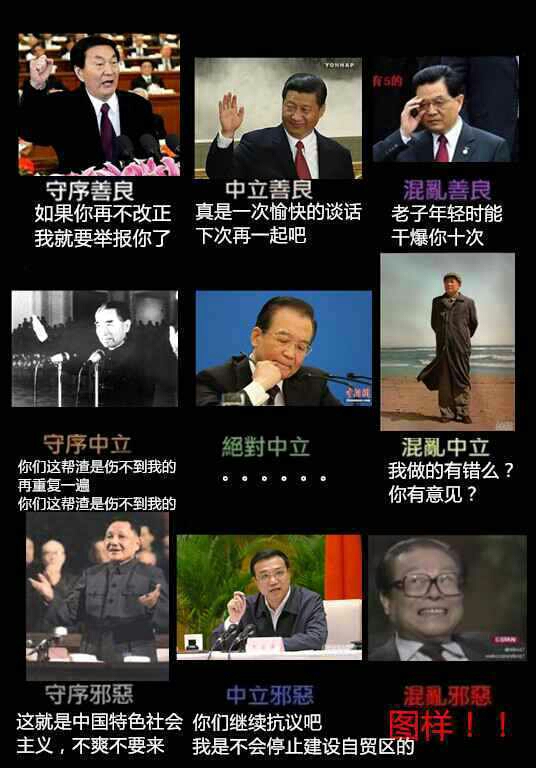 YONHAP
有5的
守序善良
中立善良
混亂善良
如果你再不改正
我就要举报你了
真是一次愉快的谈话
下次再一起吧
老子年轻时能
干爆你十次
守序中立
絕對中立
混亂中立
你们这帮渣是伤不到我的
再重复一遍
你们这帮渣是伤不到我的
。。。。。。
我做的有错么？
你有意见？
守序邪惡
中立邪惡
混亂邪惡
这就是中国特色社会
主义，不爽不要来
你们继续抗议吧
我是不会停止建设自贸区的
图样！！